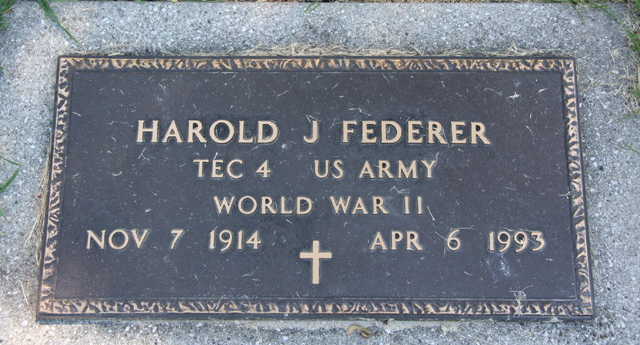 HAROLD J FEDERER
TEC 4 US ARMY
WORLD WAR II
NOV 7 1914 APR 6 1993